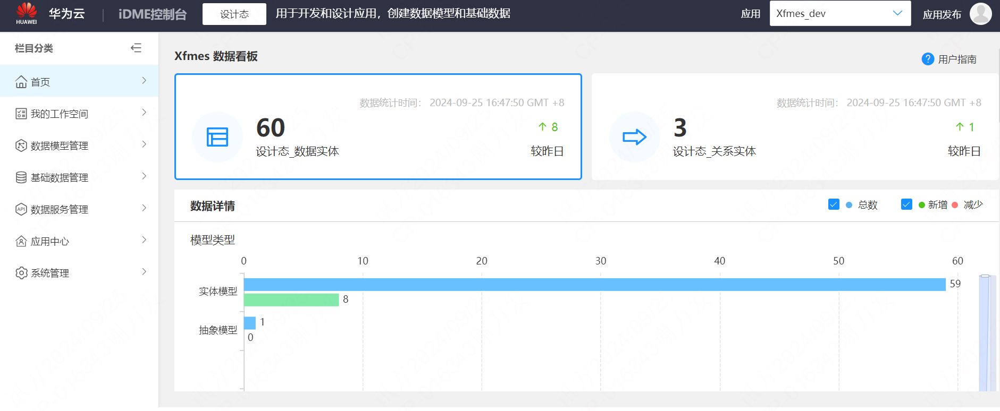 HUAWEI
华为云
iDME控制台
设计态
用于开发和设计应用，创建数据模型和基础数据
应用
Xfmes_dev
应用发布
栏目分类
首页
我的工作空间
数据模型管理
基础数据管理
API
数据服务管理
应用中心
系统管理
Xfmes 数据看板
? 用户指南
数据统计时间： 2024-09-25 16:47:50 GMT +8
60
8
设计态_数据实体
较昨日
数据统计时间： 2024-09-25 16:47:50 GMT +8
3
1
设计态_关系实体
较昨日
数据详情
总数
新增
减少
模型类型
0 10 20 30 40 50 60
实体模型
59
8
抽象模型
1
0